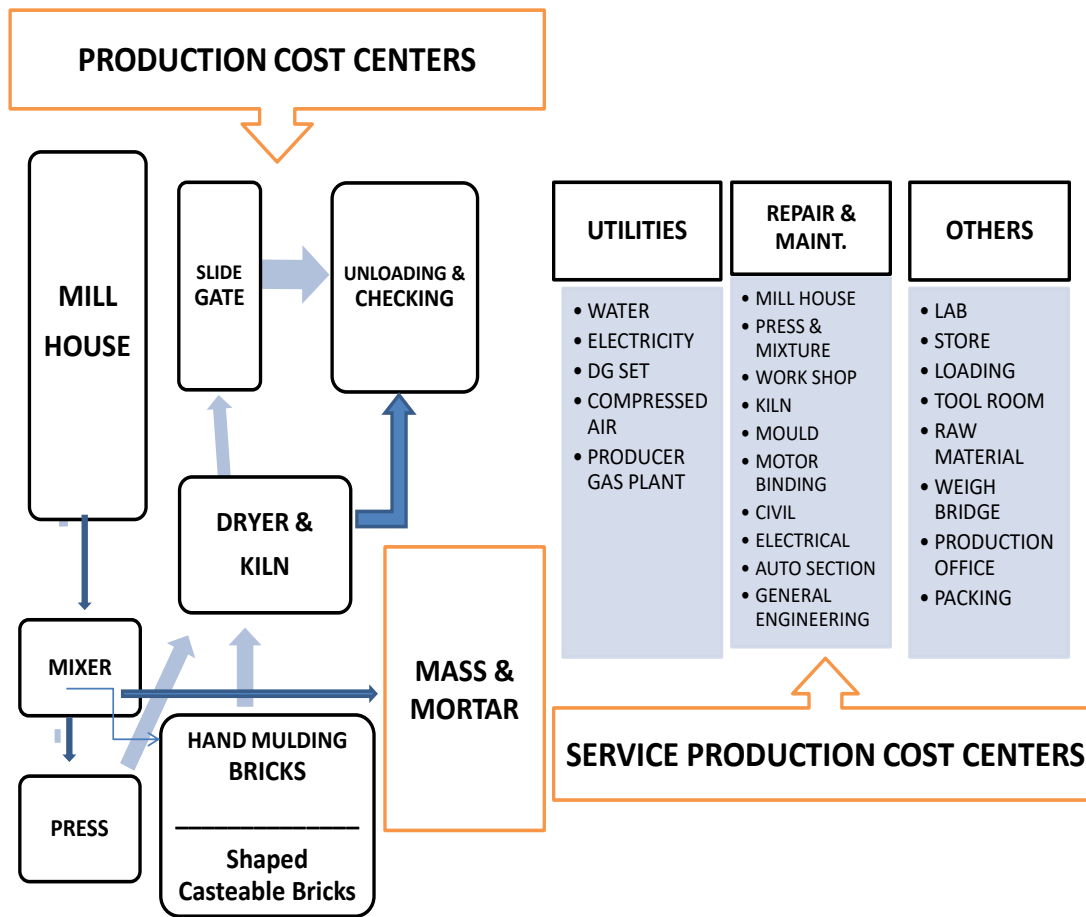 PRODUCTION COST CENTERS
MILL
HOUSE
SLIDE
GATE
UNLOADING &
CHECKING
DRYER &
KILN
MIXER
PRESS
HAND MULDING
BRICKS
________________
Shaped
Casteable Bricks
MASS &
MORTAR
UTILITIES
• WATER
• ELECTRICITY
• DG SET
• COMPRESSED
AIR
• PRODUCER
GAS PLANT
REPAIR &
MAINT.
• MILL HOUSE
• PRESS &
MIXTURE
• WORK SHOP
• KILN
• MOULD
• MOTOR
BINDING
• CIVIL
• ELECTRICAL
• AUTO SECTION
• GENERAL
ENGINEERING
OTHERS
• LAB
• STORE
• LOADING
• TOOL ROOM
• RAW
MATERIAL
• WEIGH
BRIDGE
• PRODUCTION
OFFICE
• PACKING
SERVICE PRODUCTION COST CENTERS